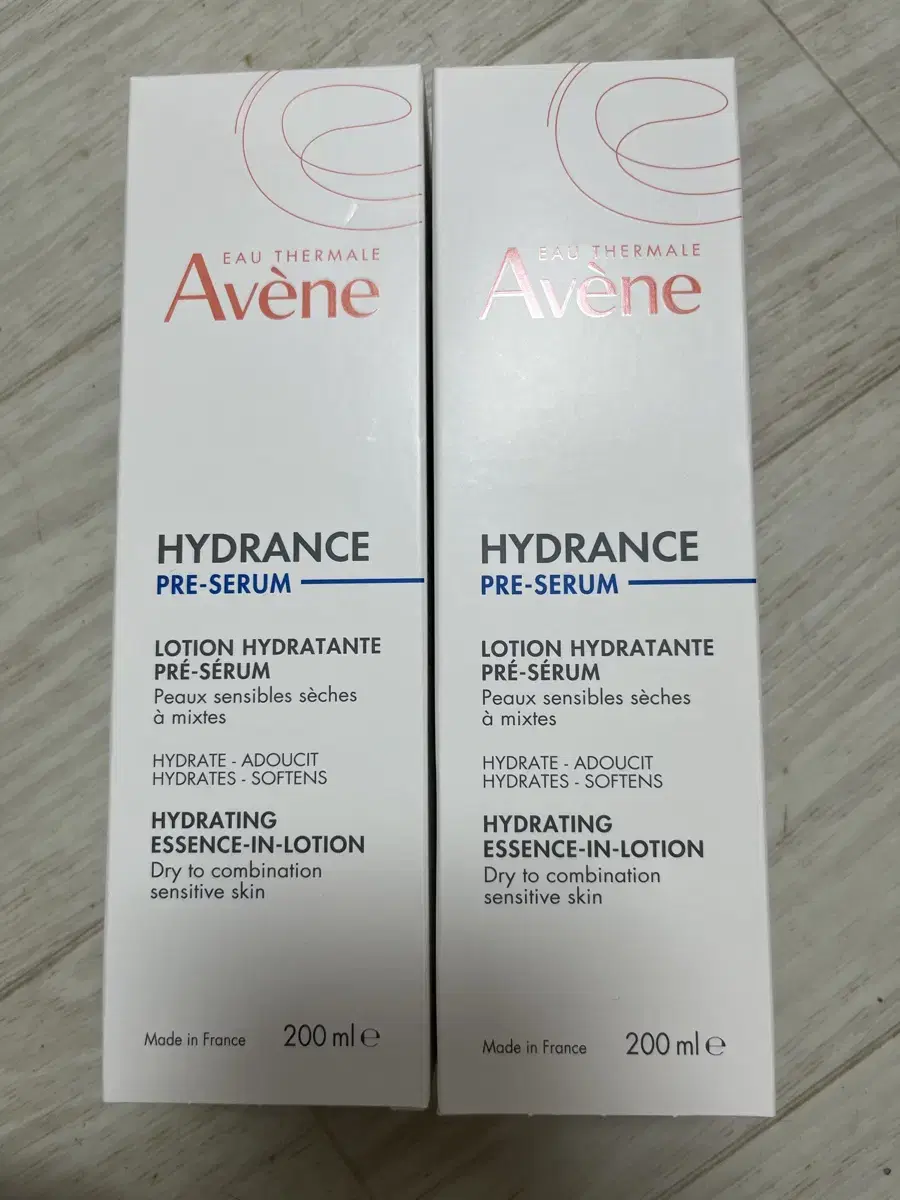 EAU THERMALE
Avène
HYDRANCE
PRE-SERUM
LOTION HYDRATANTE
PRÉ-SÉRUM
Peaux sensibles sèches
à mixtes
HYDRATE - ADOUCIT
HYDRATES - SOFTENS
HYDRATING
ESSENCE-IN-LOTION
Dry to combination
sensitive skin
Made in France 200 ml ℮
EAU THERMALE
Avène
HYDRANCE
PRE-SERUM
LOTION HYDRATANTE
PRÉ-SÉRUM
Peaux sensibles sèches
à mixtes
HYDRATE - ADOUCIT
HYDRATES - SOFTENS
HYDRATING
ESSENCE-IN-LOTION
Dry to combination
sensitive skin
Made in France 200 ml ℮